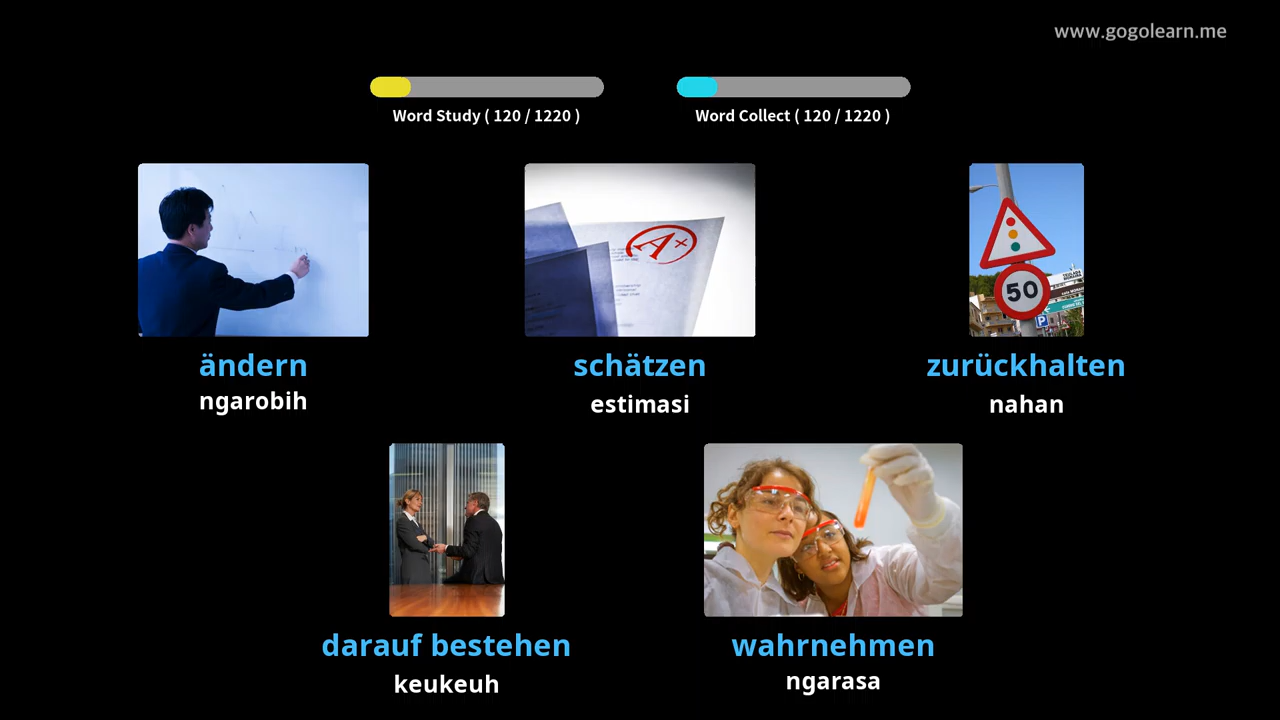 www.gogolearn.me
Word Study ( 120 / 1220 )
Word Collect ( 120 / 1220 )
A+
50
P
ändern
ngarobih
schätzen
estimasi
zurückhalten
nahan
darauf bestehen
keukeuh
wahrnehmen
ngarasa